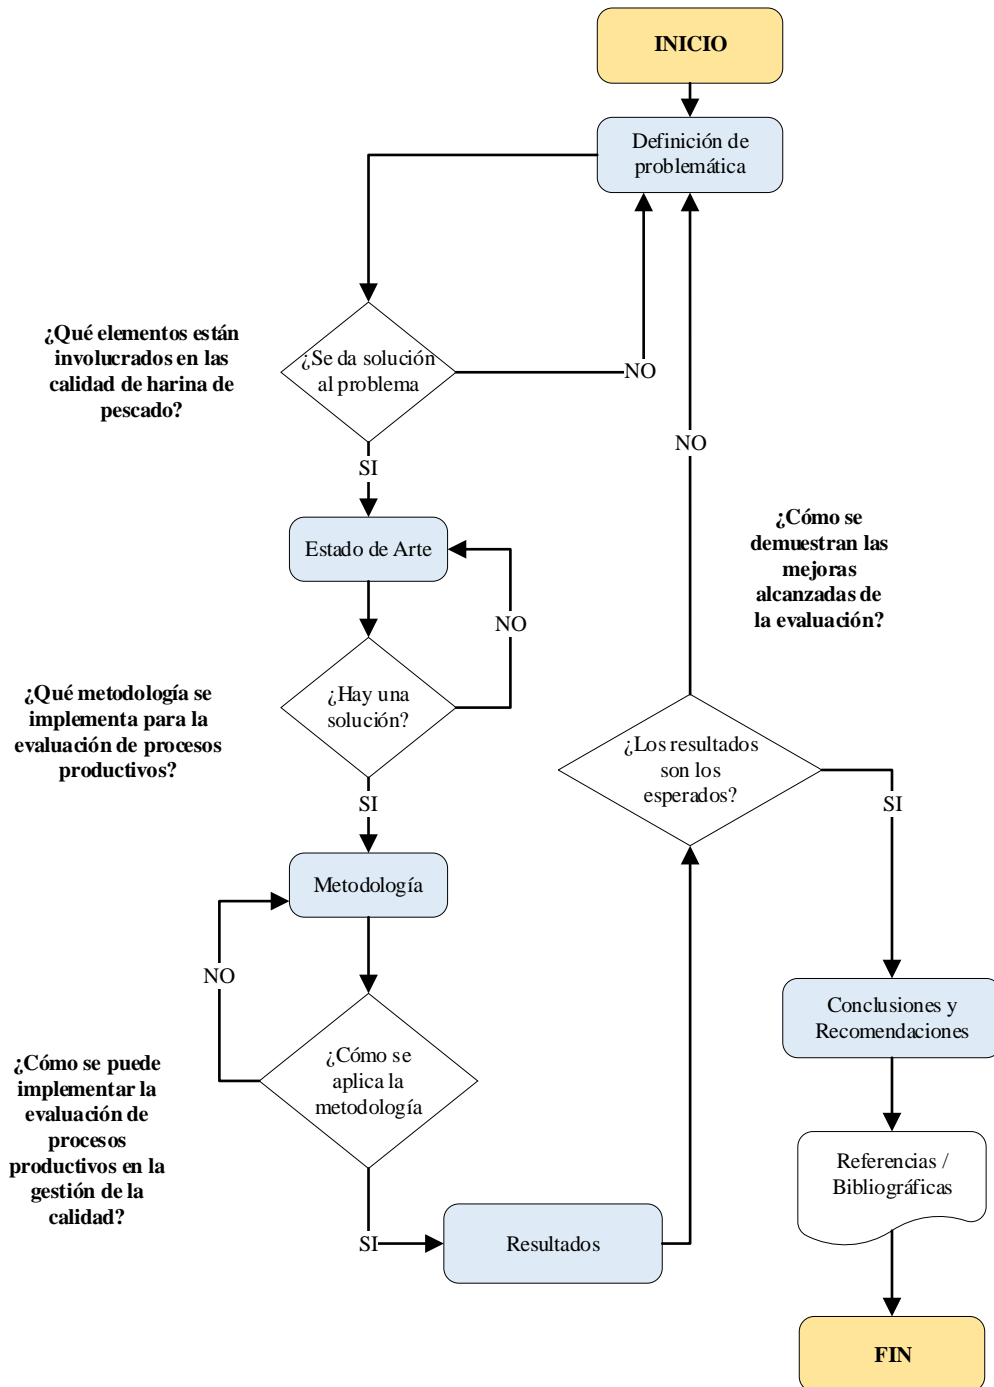 INICIO
Definición de
problemática
¿Qué elementos están
involucrados en las
calidad de harina de
pescado?
¿Se da solución
al problema
NO
SI
NO
Estado de Arte
¿Cómo se
demuestran las
mejoras
alcanzadas de
la evaluación?
NO
¿Qué metodología se
implementa para la
evaluación de procesos
productivos?
¿Hay una
solución?
¿Los resultados
son los
esperados?
SI
SI
Metodología
NO
¿Cómo se puede
implementar la
evaluación de
procesos
productivos en la
gestión de la
calidad?
¿Cómo se
aplica la
metodología
Conclusiones y
Recomendaciones
Referencias /
Bibliográficas
SI
Resultados
FIN